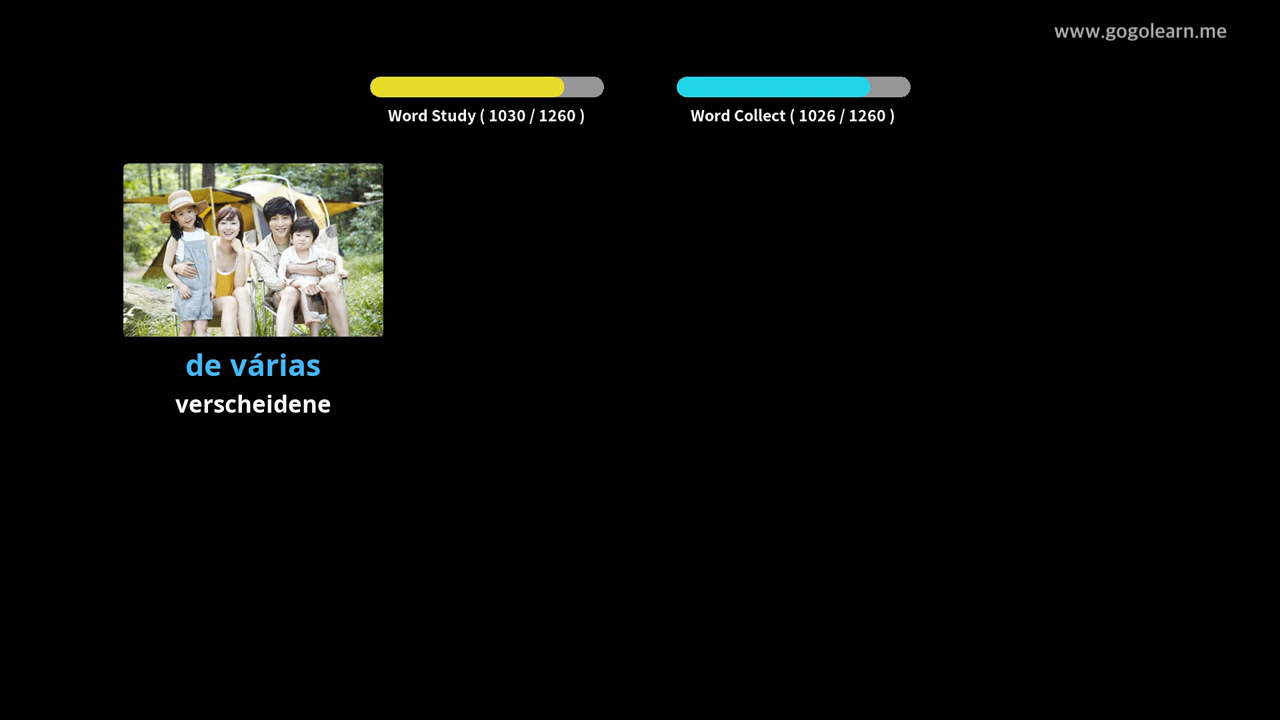 www.gogolearn.me
Word Study ( 1030 / 1260 )
Word Collect ( 1026 / 1260 )
de várias
verscheidene